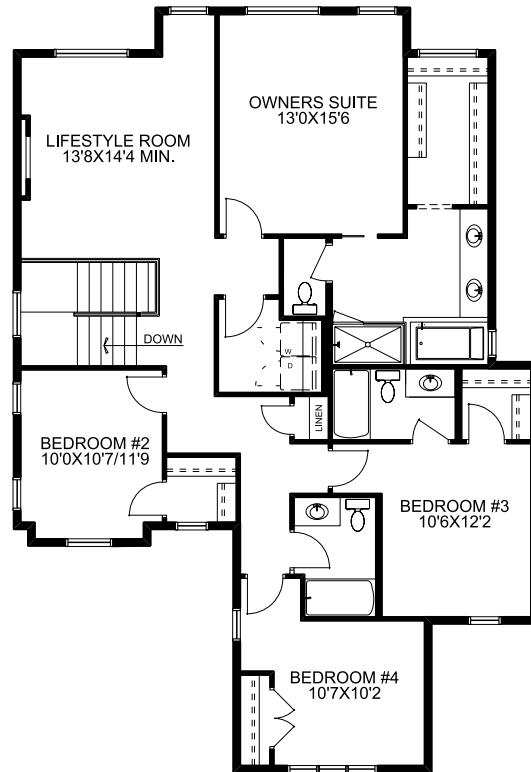 OWNERS SUITE
13'0X15'6
LIFESTYLE ROOM
13'8X14'4 MIN.
DOWN
W
D
LINEN
BEDROOM #2
10'0X10'7/11'9
BEDROOM #3
10'6X12'2
BEDROOM #4
10'7X10'2